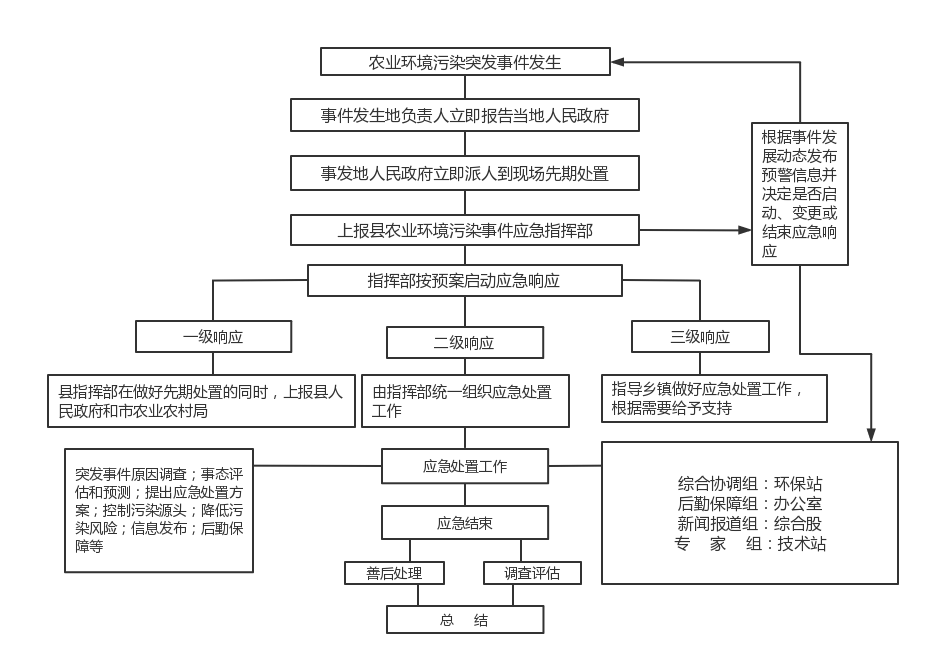 农业环境污染突发事件发生
事件发生地负责人立即报告当地人民政府
事发地人民政府立即派人到现场先期处置
上报县农业环境污染事件应急指挥部
根据事件发
展动态发布
预警信息并
决定是否启
动、变更或
结束应急响
应
指挥部按预案启动应急响应
一级响应
二级响应
三级响应
县指挥部在做好先期处置的同时，上报县人
民政府和市农业农村局
由指挥部统一组织应急处置
工作
指导乡镇做好应急处置工作，
根据需要给予支持
突发事件原因调查；事态评
估和预测；提出应急处置方
案；控制污染源头；降低污
染风险；信息发布；后勤保
障等
应急处置工作
综合协调组：环保站
后勤保障组：办公室
新闻报道组：综合股
专 家 组：技术站
应急结束
善后处理
调查评估
总 结